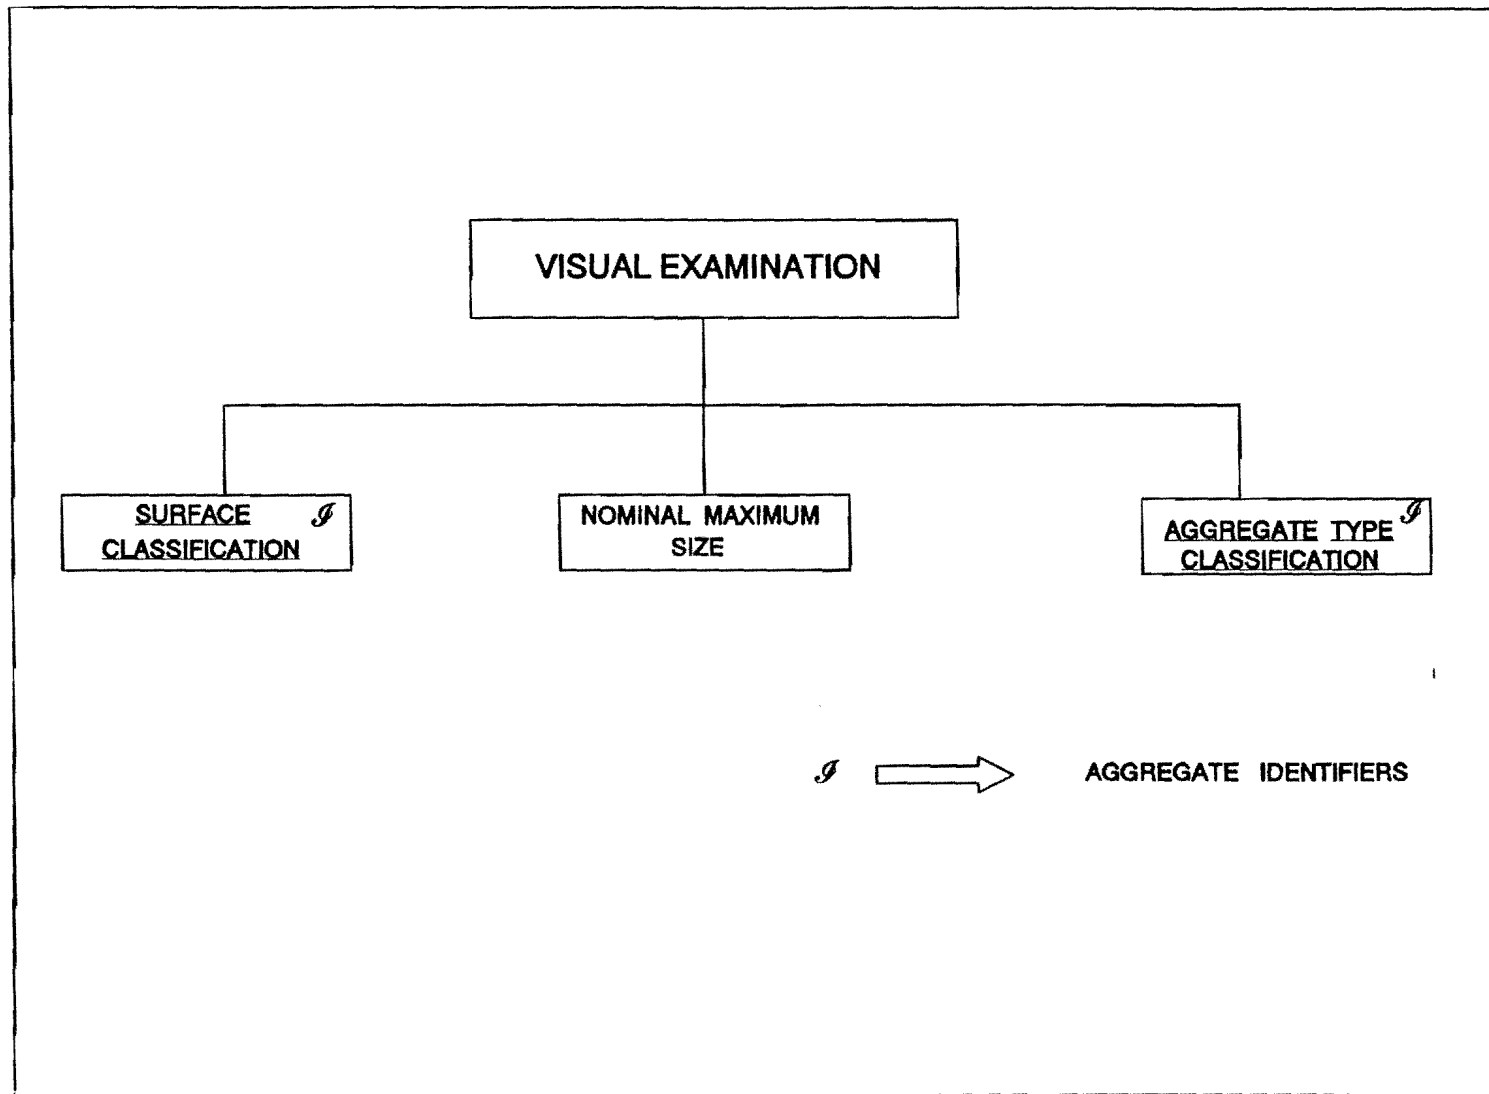 VISUAL EXAMINATION
SURFACE ℐ
CLASSIFICATION
NOMINAL MAXIMUM
SIZE
AGGREGATE TYPE ℐ
CLASSIFICATION
ℐ AGGREGATE IDENTIFIERS